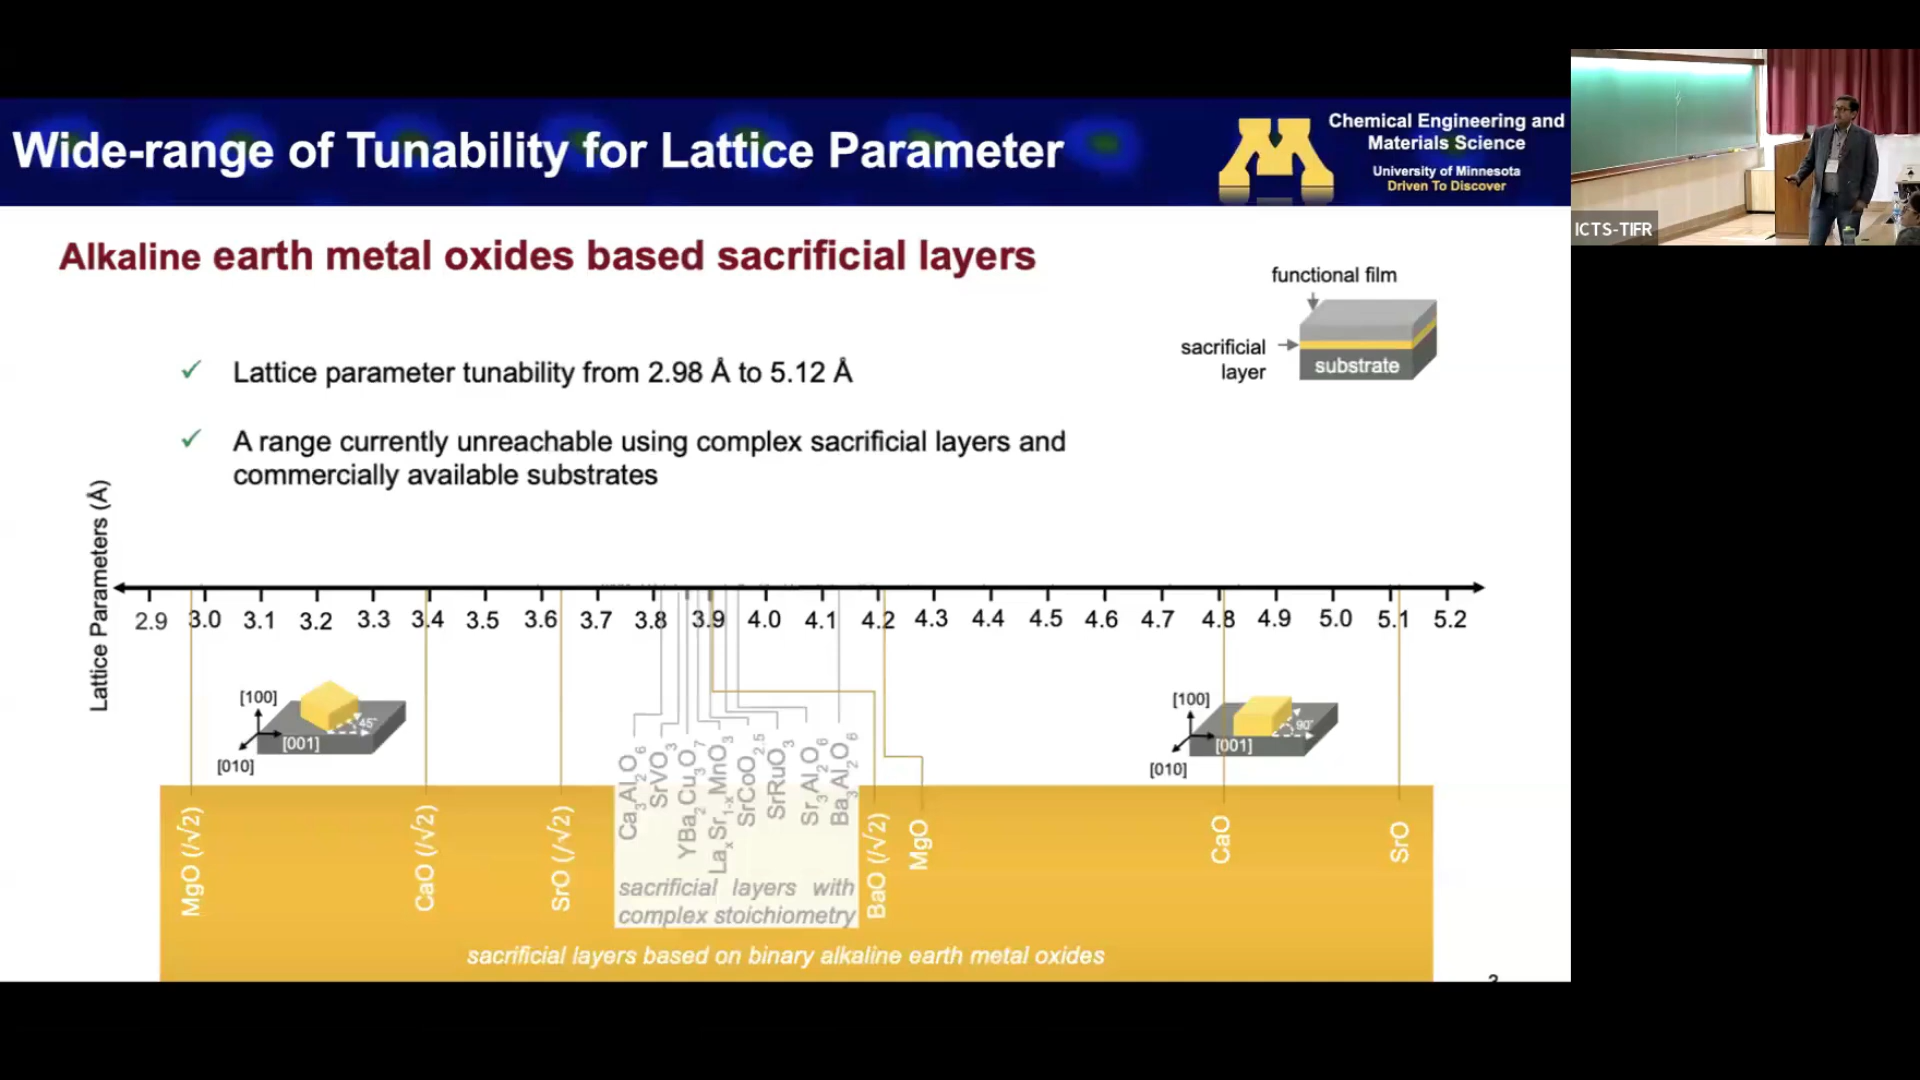 Wide-range of Tunability for Lattice Parameter
Chemical Engineering and
Materials Science
University of Minnesota
Driven To Discover
ICTS-TIFR
Alkaline earth metal oxides based sacrificial layers
functional film
sacrificial
layer
substrate
✓ Lattice parameter tunability from 2.98 Å to 5.12 Å
✓ A range currently unreachable using complex sacrificial layers and
commercially available substrates
Lattice Parameters (Å)
2.9 3.0 3.1 3.2 3.3 3.4 3.5 3.6 3.7 3.8 3.9 4.0 4.1 4.2 4.3 4.4 4.5 4.6 4.7 4.8 4.9 5.0 5.1 5.2
[100]
45°
[001]
[010]
[100]
90°
[001]
[010]
MgO (/√2)
CaO (/√2)
SrO (/√2)
Ca3Al2O6
SrVO3
YBa2Cu3O7
LaxSr1-xMnO3
SrCoO2.5
SrRuO3
Sr3Al2O6
Ba3Al2O6
BaO (/√2)
MgO
CaO
SrO
sacrificial layers with
complex stoichiometry
sacrificial layers based on binary alkaline earth metal oxides